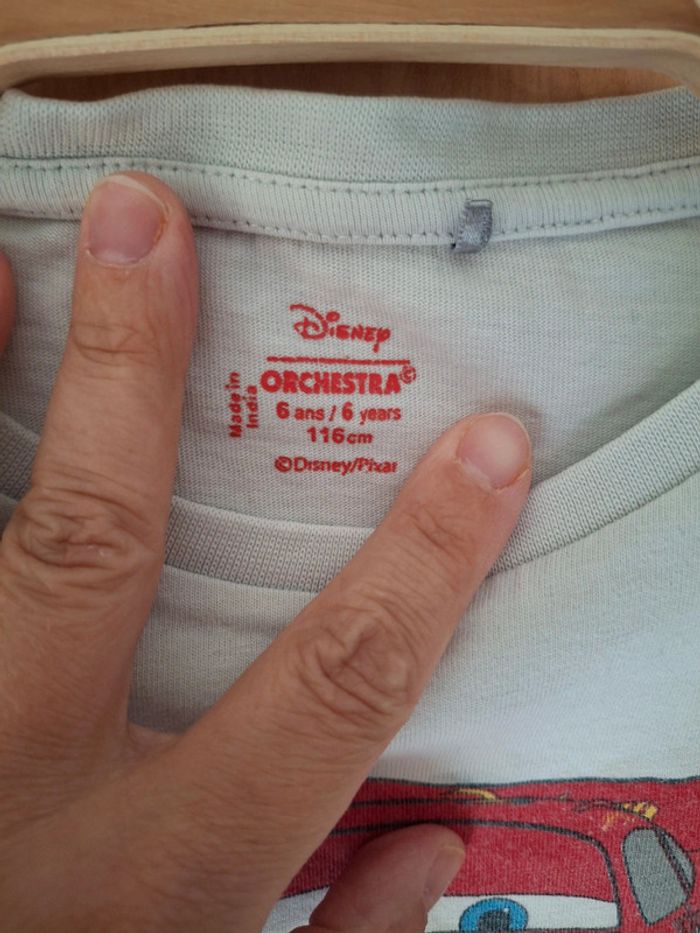 Disney
ORCHESTRA©
Made in
India
6 ans / 6 years
116cm
©Disney/Pixar